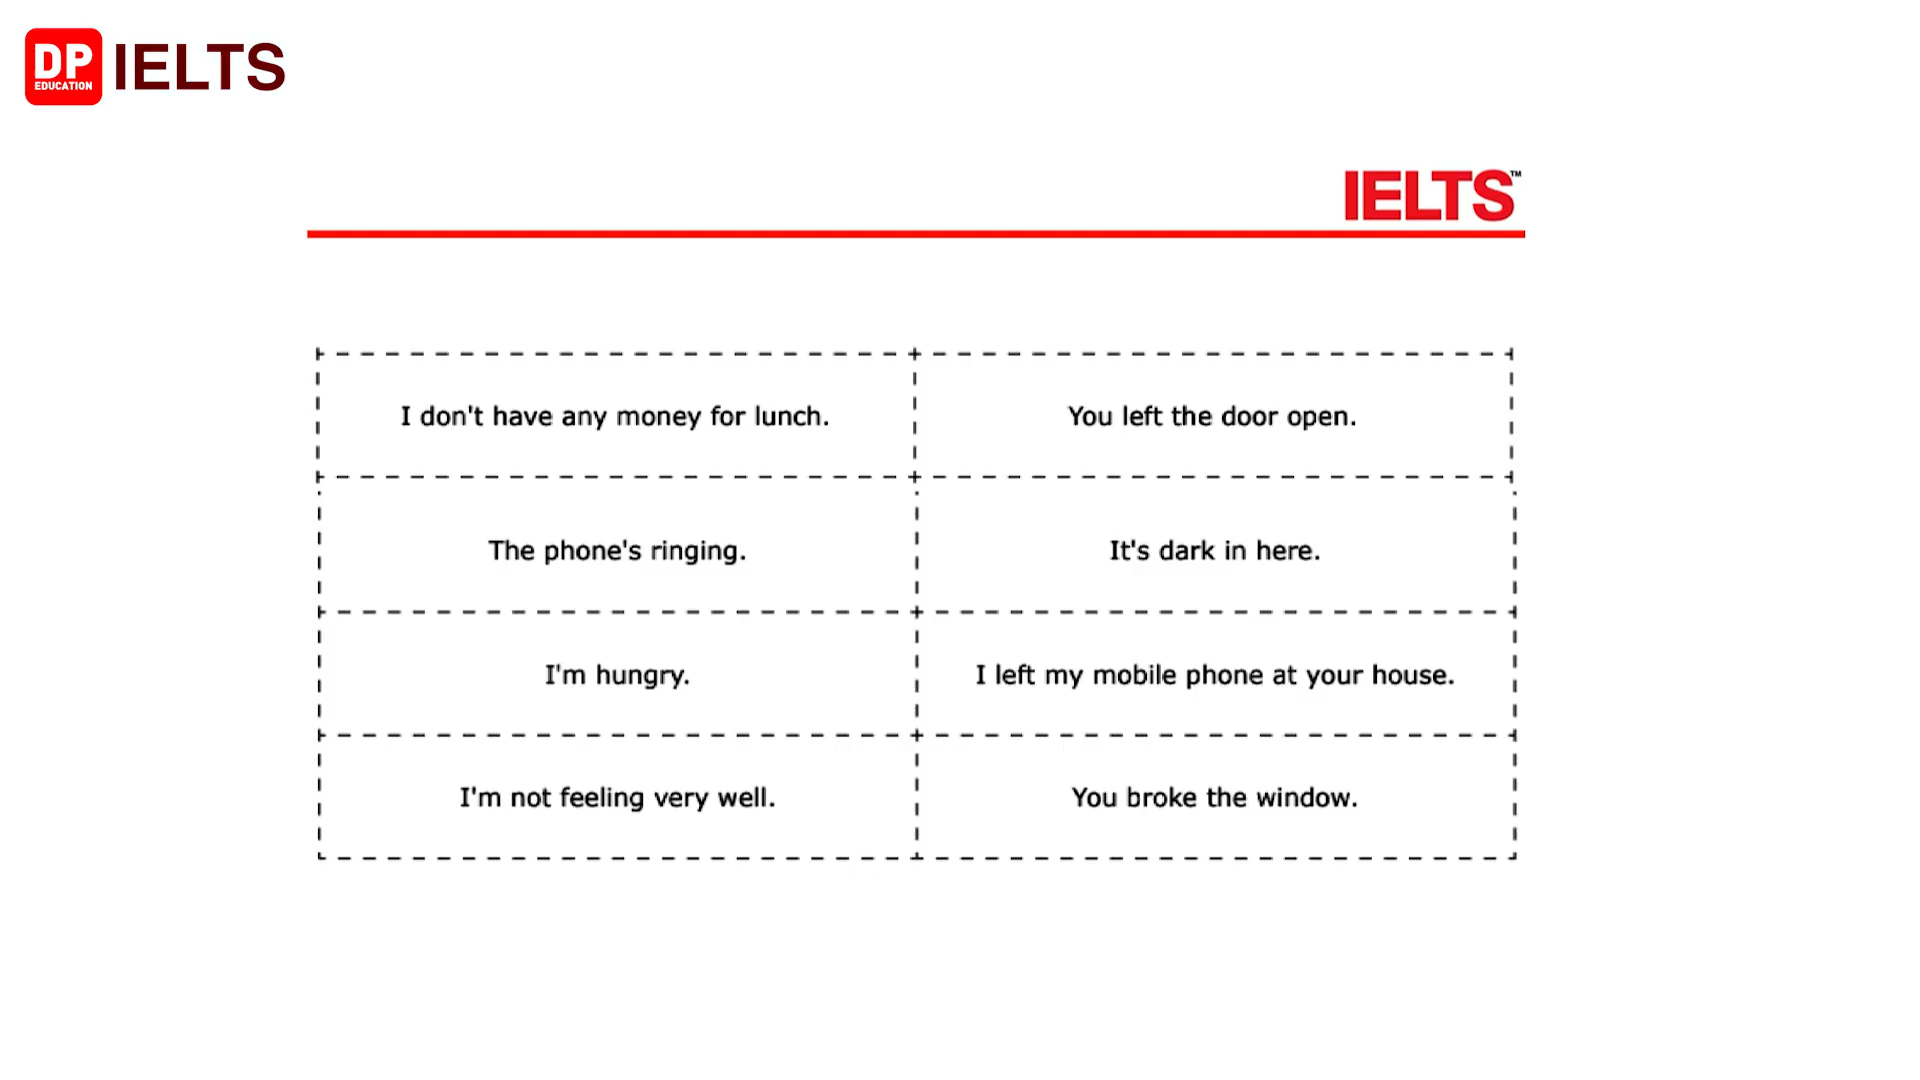 DP
EDUCATION
IELTS
IELTS™
I don't have any money for lunch.
You left the door open.
The phone's ringing.
It's dark in here.
I'm hungry.
I left my mobile phone at your house.
I'm not feeling very well.
You broke the window.